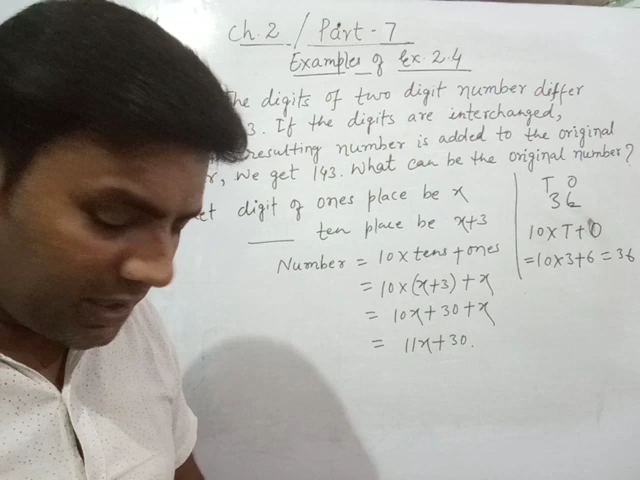 Ch.2 / Part-7
Examples of Ex. 2.4
The digits of two digit number differ
3. If the digits are interchanged,
resulting number is added to the original
r, we get 143. What can be the original number?
et digit of ones place be x
ten place be x+3
Number = 10 x tens + ones
= 10 x (x+3) + x
= 10x + 30 + x
= 11x + 30.
T O
36
10 x T + O
= 10 x 3 + 6 = 36